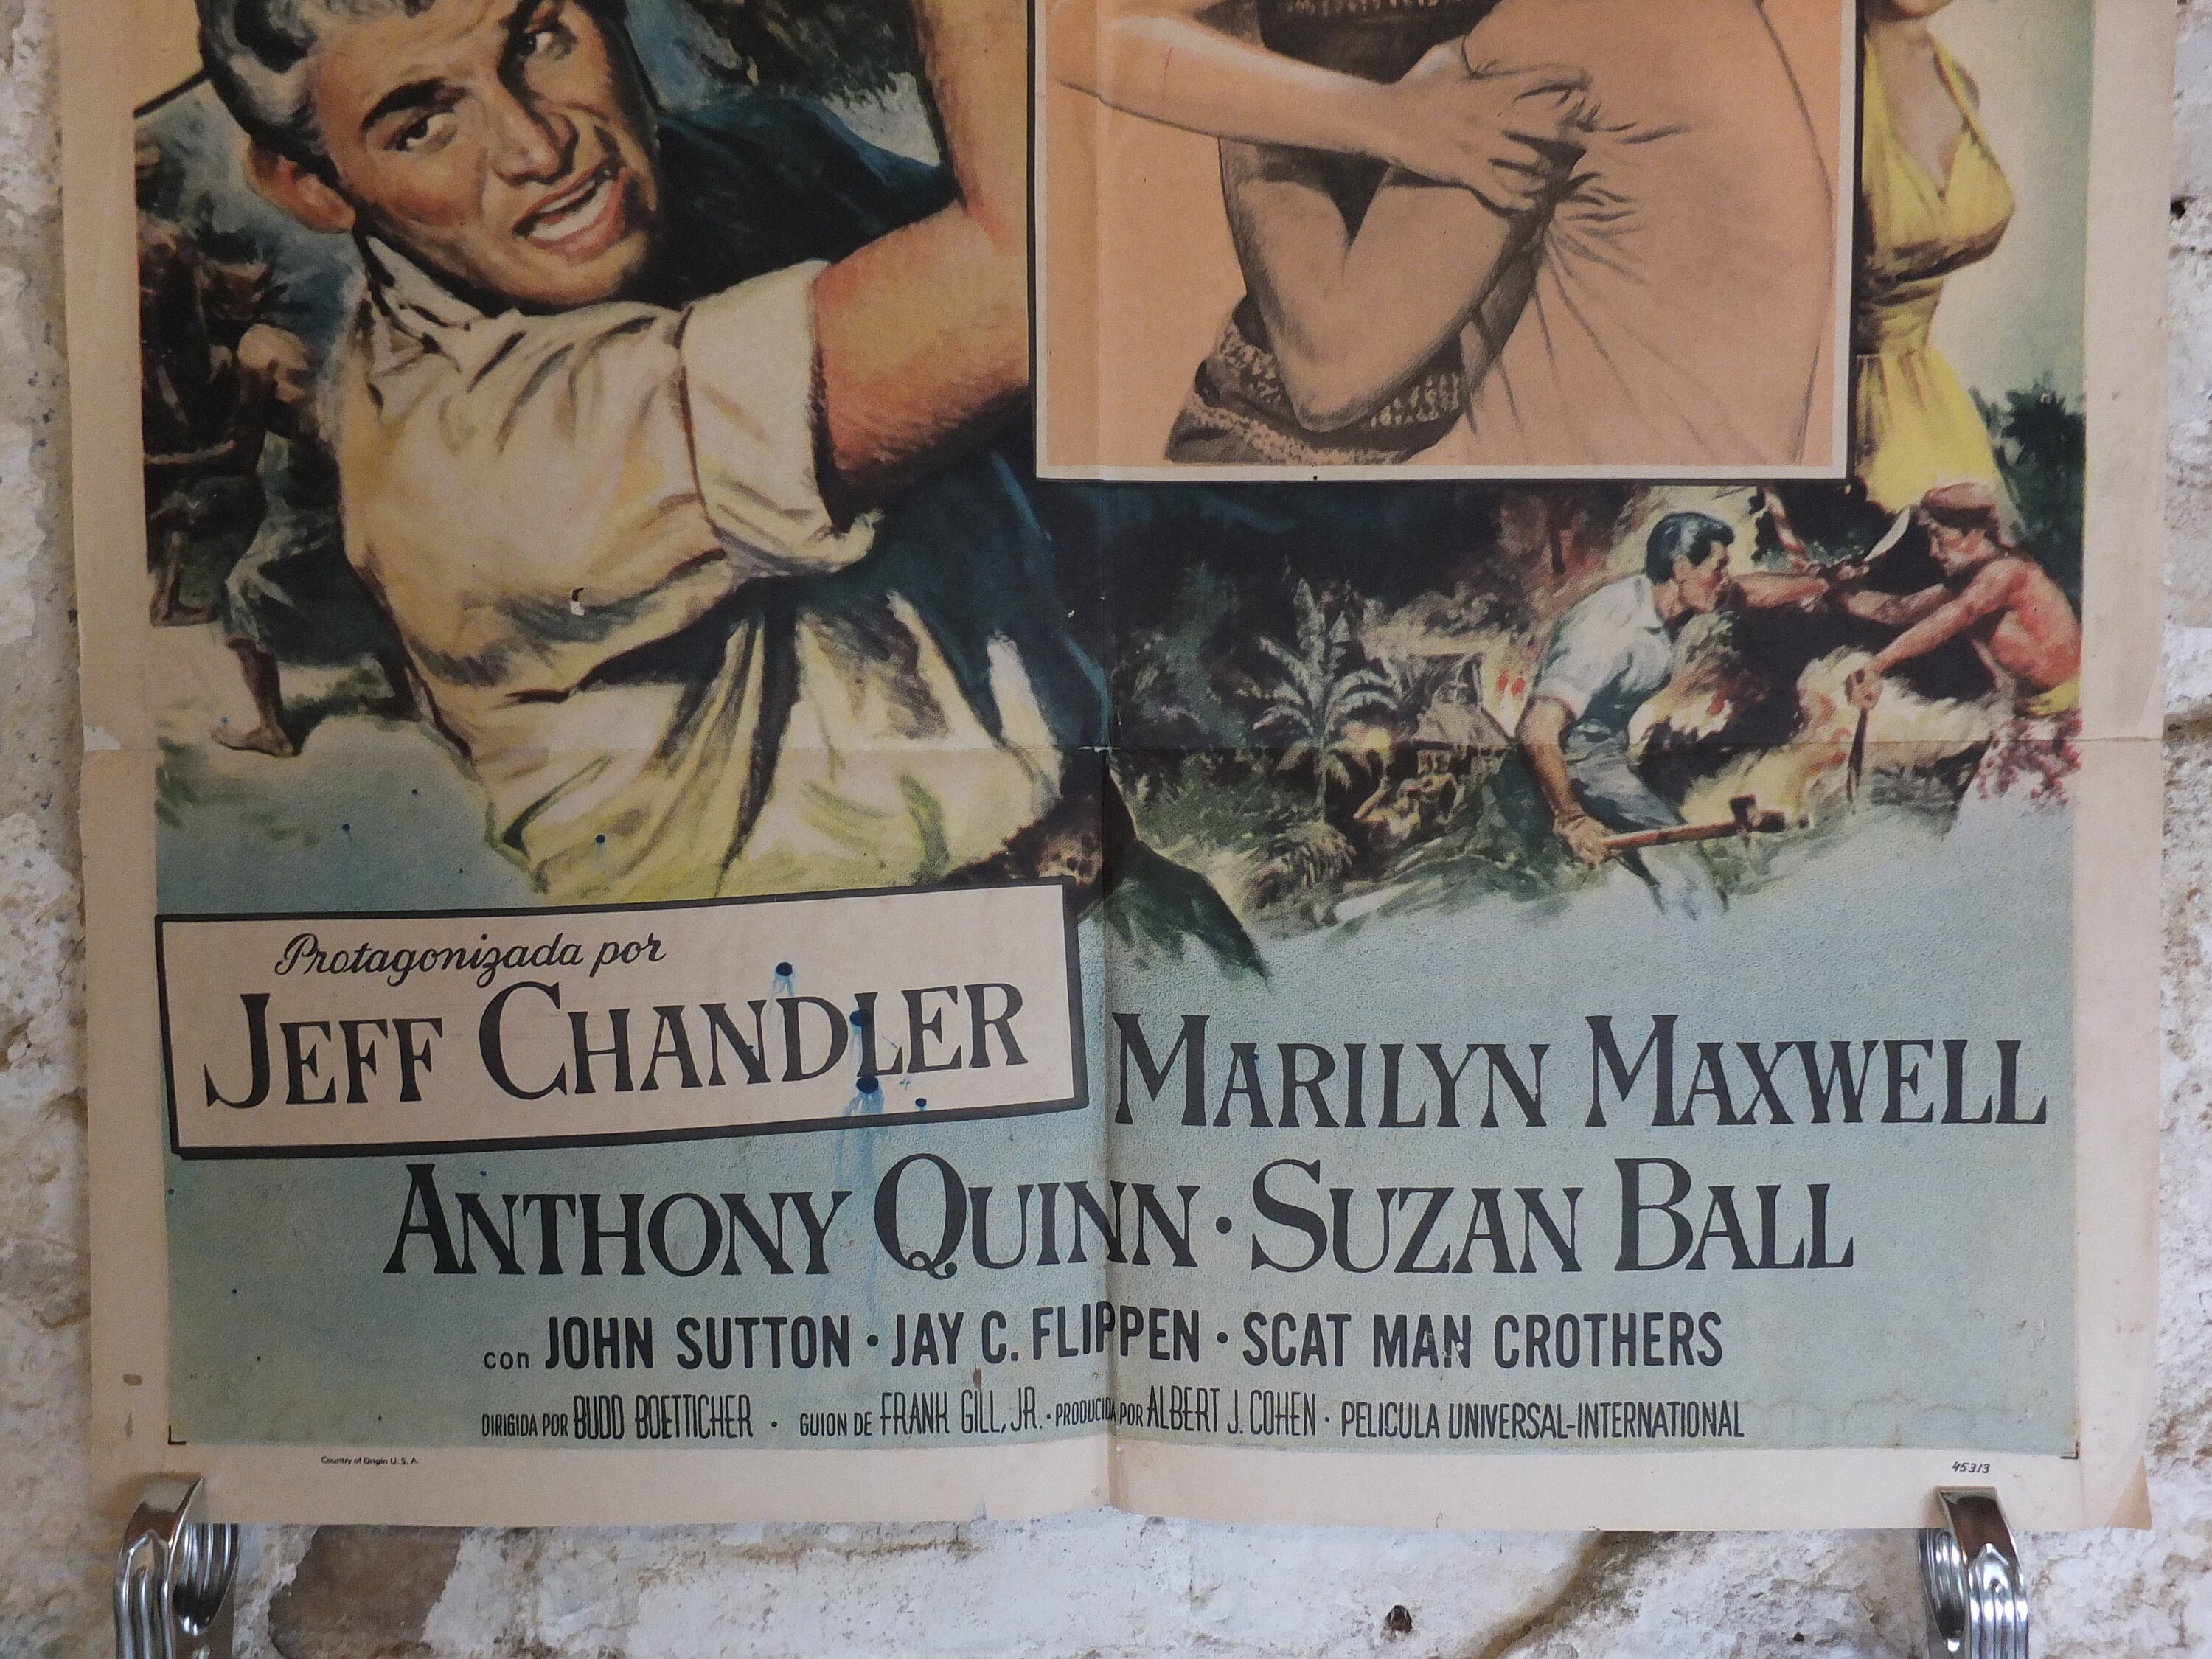 Protagonizada por
JEFF CHANDLER
MARILYN MAXWELL
ANTHONY QUINN · SUZAN BALL
con JOHN SUTTON · JAY C. FLIPPEN · SCAT MAN CROTHERS
DIRIGIDA POR BUDD BOETTICHER · GUION DE FRANK GILL, JR. · PRODUCIDA POR ALBERT J. COHEN · PELICULA UNIVERSAL-INTERNATIONAL
Country of Origin U. S. A.
45313